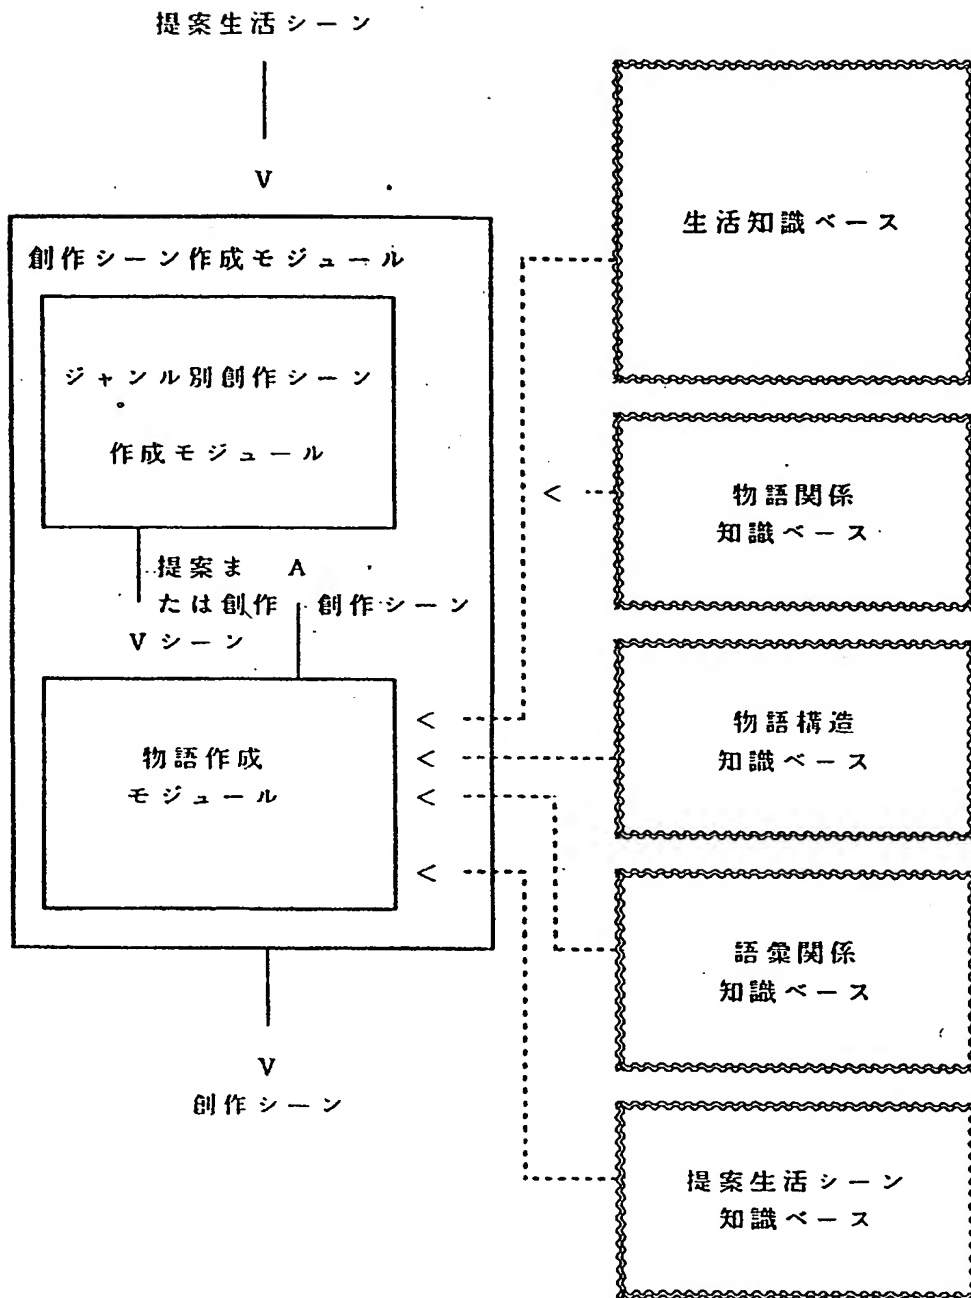 提案生活シーン
V
創作シーン作成モジュール
ジャンル別創作シーン
作成モジュール
提案ま A
たは創作 創作シーン
V シーン
物語作成
モジュール
V
創作シーン
生活知識ベース
<
物語関係
知識ベース
<
物語構造
知識ベース
<
<
語彙関係
知識ベース
<
提案生活シーン
知識ベース